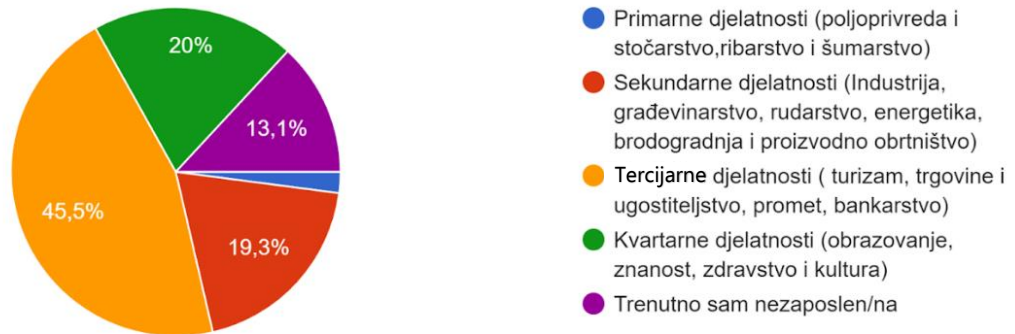 20%
13,1%
45,5%
19,3%
Primarne djelatnosti (poljoprivreda i
stočarstvo,ribarstvo i šumarstvo)
Sekundarne djelatnosti (Industrija,
građevinarstvo, rudarstvo, energetika,
brodogradnja i proizvodno obrtništvo)
Tercijarne djelatnosti ( turizam, trgovine i
ugostiteljstvo, promet, bankarstvo)
Kvartarne djelatnosti (obrazovanje,
znanost, zdravstvo i kultura)
Trenutno sam nezaposlen/na